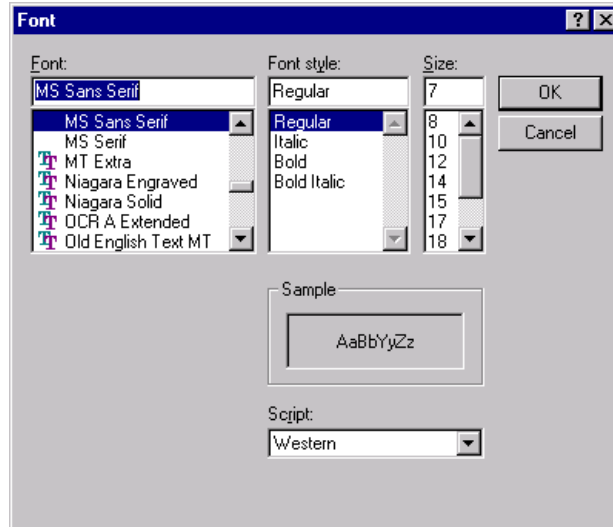 Font
Font:
MS Sans Serif
MS Sans Serif
MS Serif
MT Extra
Niagara Engraved
Niagara Solid
OCR A Extended
Old English Text MT
Font style:
Regular
Regular
Italic
Bold
Bold Italic
Size:
7
8
10
12
14
15
17
18
OK
Cancel
Sample
AaBbYyZz
Script:
Western